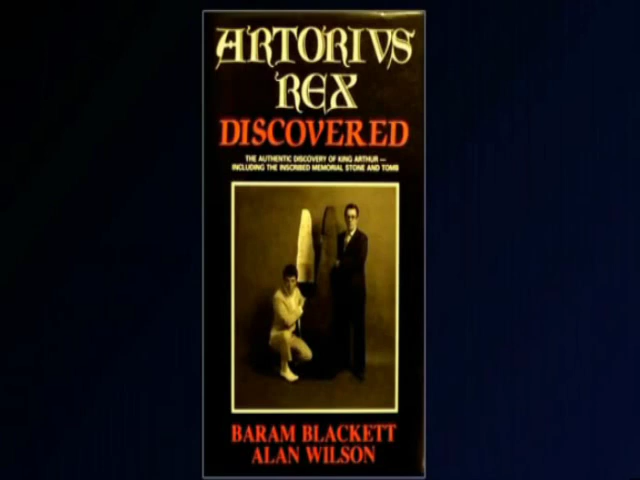 ARTORIVS
REX
DISCOVERED
THE AUTHENTIC DISCOVERY OF KING ARTHUR —
INCLUDING THE INSCRIBED MEMORIAL STONE AND TOMB
BARAM BLACKETT
ALAN WILSON